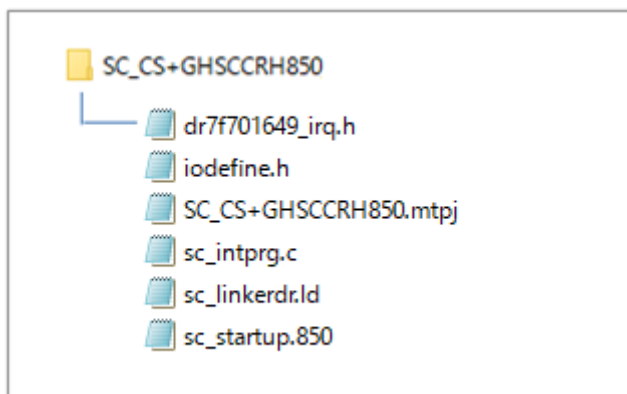 SC_CS+GHSCCRH850
dr7f701649_irq.h
iodefine.h
SC_CS+GHSCCRH850.mtpj
sc_intprg.c
sc_linkerdr.ld
sc_startup.850